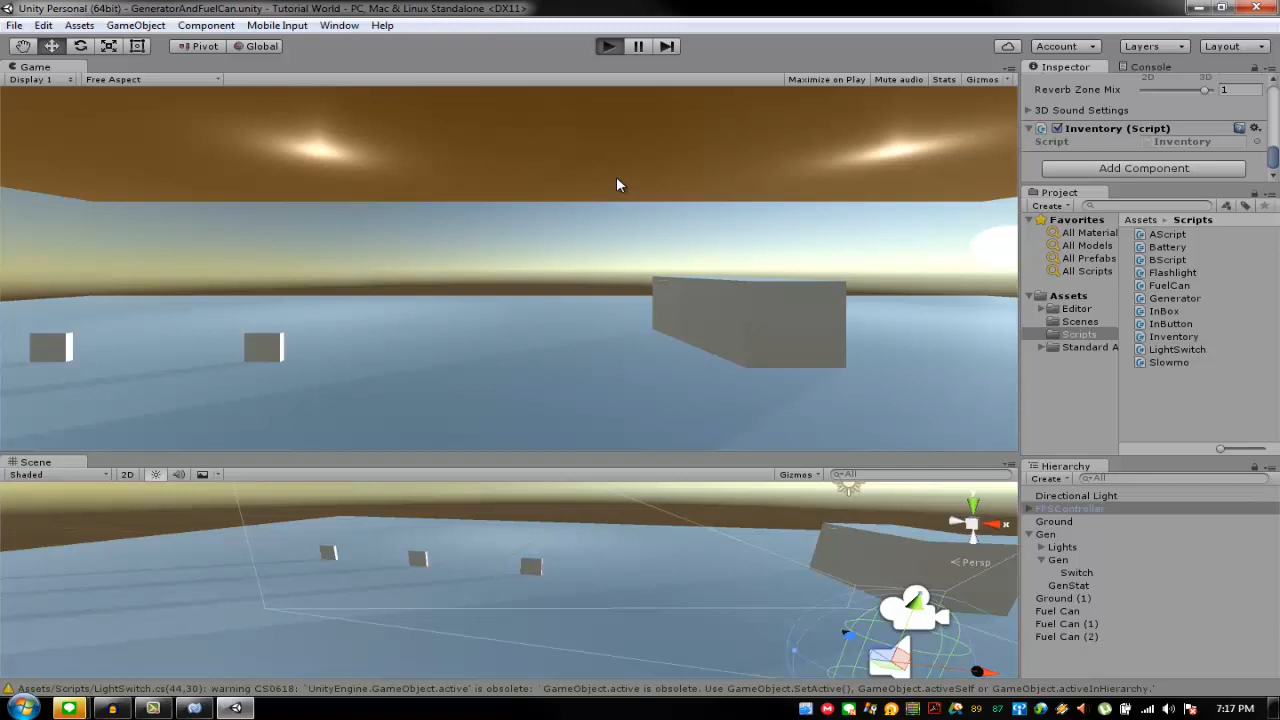 Unity Personal (64bit) - GeneratorAndFuelCan.unity - Tutorial World - PC, Mac & Linux Standalone <DX11>
File Edit Assets GameObject Component Mobile Input Window Help
Pivot Global Account Layers Layout
Game
Display 1 Free Aspect Maximize on Play Mute audio Stats Gizmos
Inspector Console
2D 3D
Reverb Zone Mix 1
3D Sound Settings
Inventory (Script)
Script Inventory
Add Component
Project
Create
Favorites
All Material
All Models
All Prefabs
All Scripts
Assets
Editor
Scenes
Scripts
Standard A
Assets Scripts
AScript
Battery
BScript
Flashlight
FuelCan
Generator
InBox
InButton
Inventory
LightSwitch
Slowmo
Scene
Shaded 2D Gizmos All
x
Persp
Hierarchy
Create All
Directional Light
FPSController
Ground
Gen
Lights
Gen
Switch
GenStat
Ground (1)
Fuel Can
Fuel Can (1)
Fuel Can (2)
Assets/Scripts/LightSwitch.cs(44,30): warning CS0618: `UnityEngine.GameObject.active' is obsolete: `GameObject.active is obsolete. Use GameObject.SetActive(), GameObject.activeSelf or GameObject.activeInHierarchy.'
89 87 7:17 PM